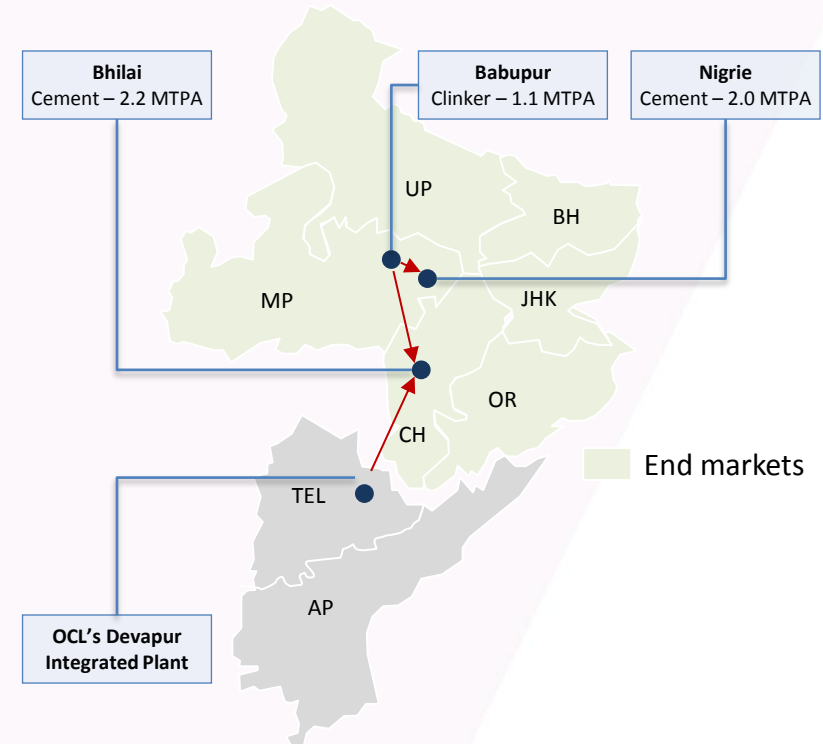 Bhilai
Cement – 2.2 MTPA
Babupur
Clinker – 1.1 MTPA
Nigrie
Cement – 2.0 MTPA
UP
BH
MP
JHK
OR
CH
End markets
TEL
AP
OCL’s Devapur
Integrated Plant